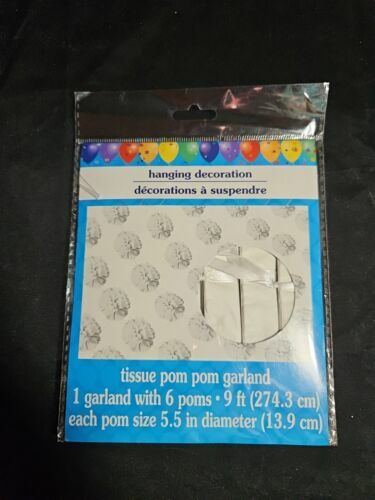 hanging decoration
décorations à suspendre
tissue pom pom garland
1 garland with 6 poms • 9 ft (274.3 cm)
each pom size 5.5 in diameter (13.9 cm)